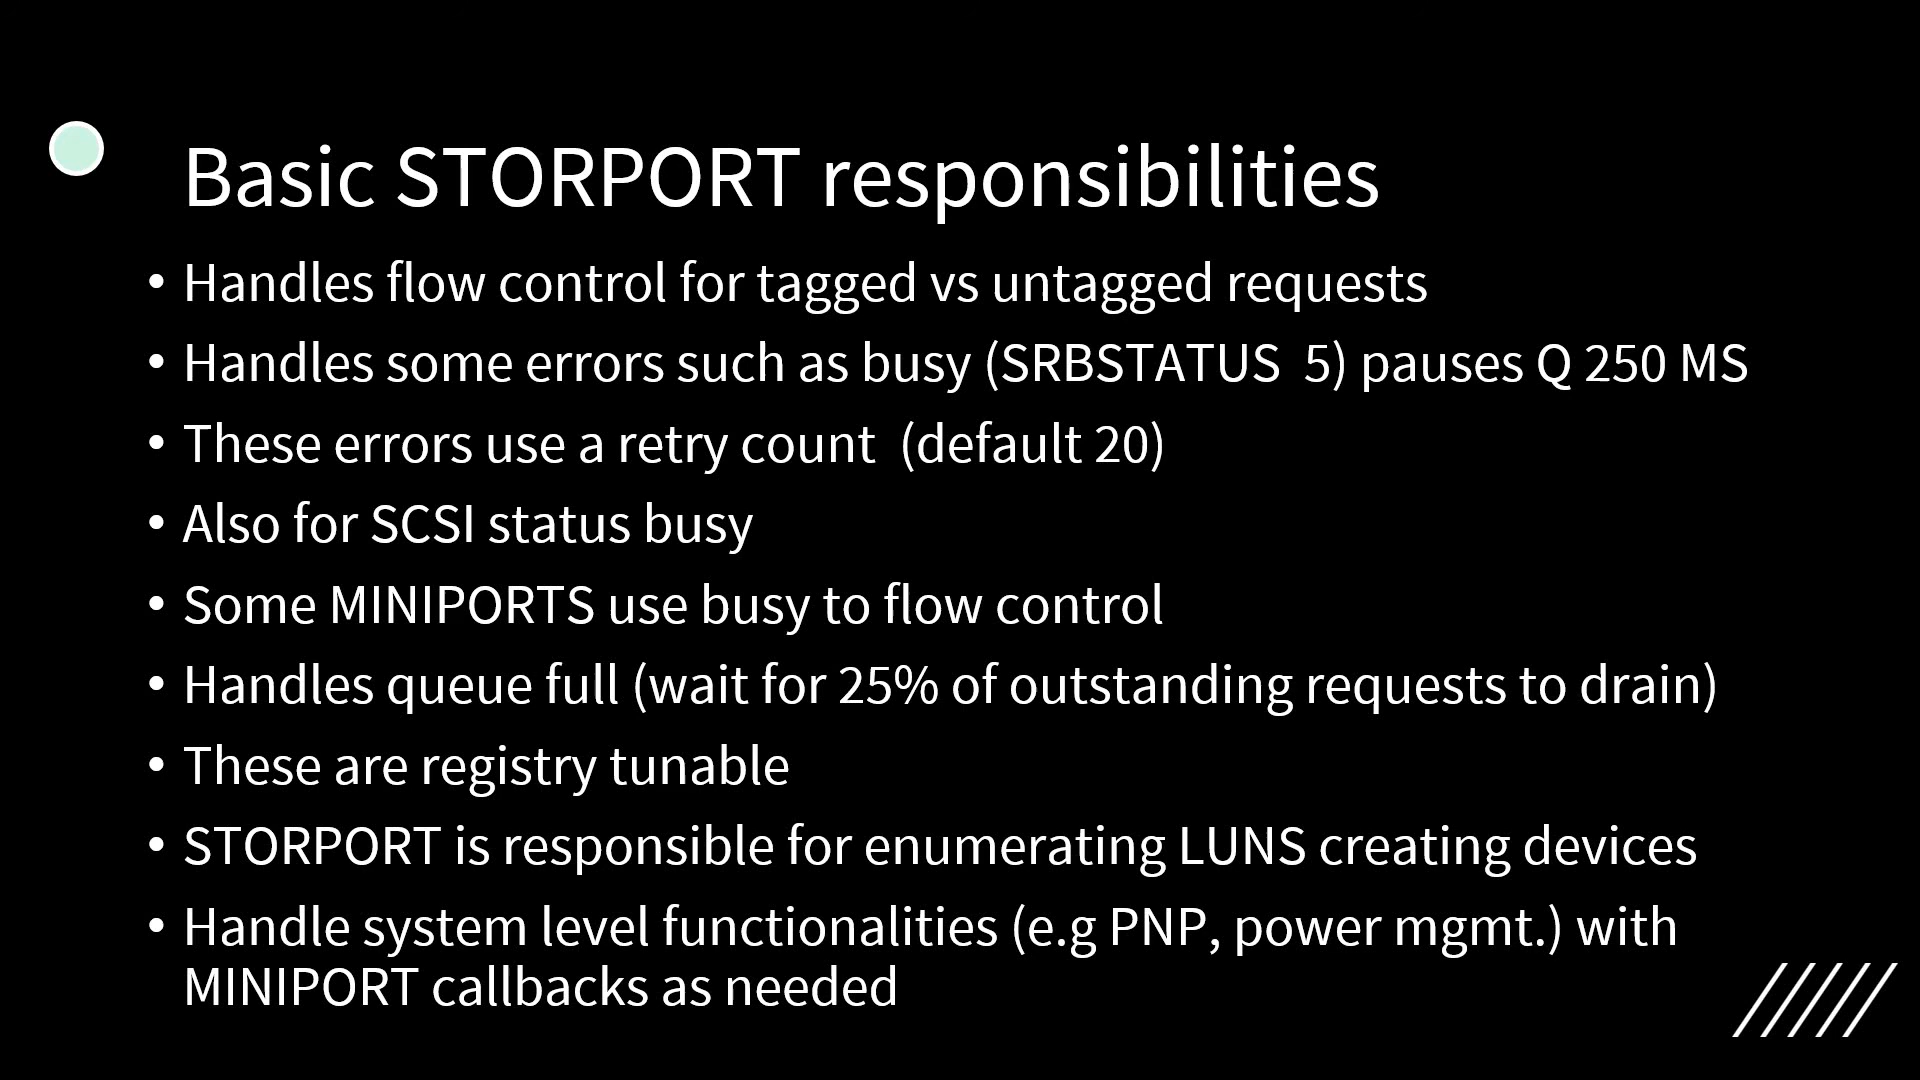 Basic STORPORT responsibilities
• Handles flow control for tagged vs untagged requests
• Handles some errors such as busy (SRBSTATUS  5) pauses Q 250 MS
• These errors use a retry count  (default 20)
• Also for SCSI status busy
• Some MINIPORTS use busy to flow control
• Handles queue full (wait for 25% of outstanding requests to drain)
• These are registry tunable
• STORPORT is responsible for enumerating LUNS creating devices
• Handle system level functionalities (e.g PNP, power mgmt.) with
MINIPORT callbacks as needed